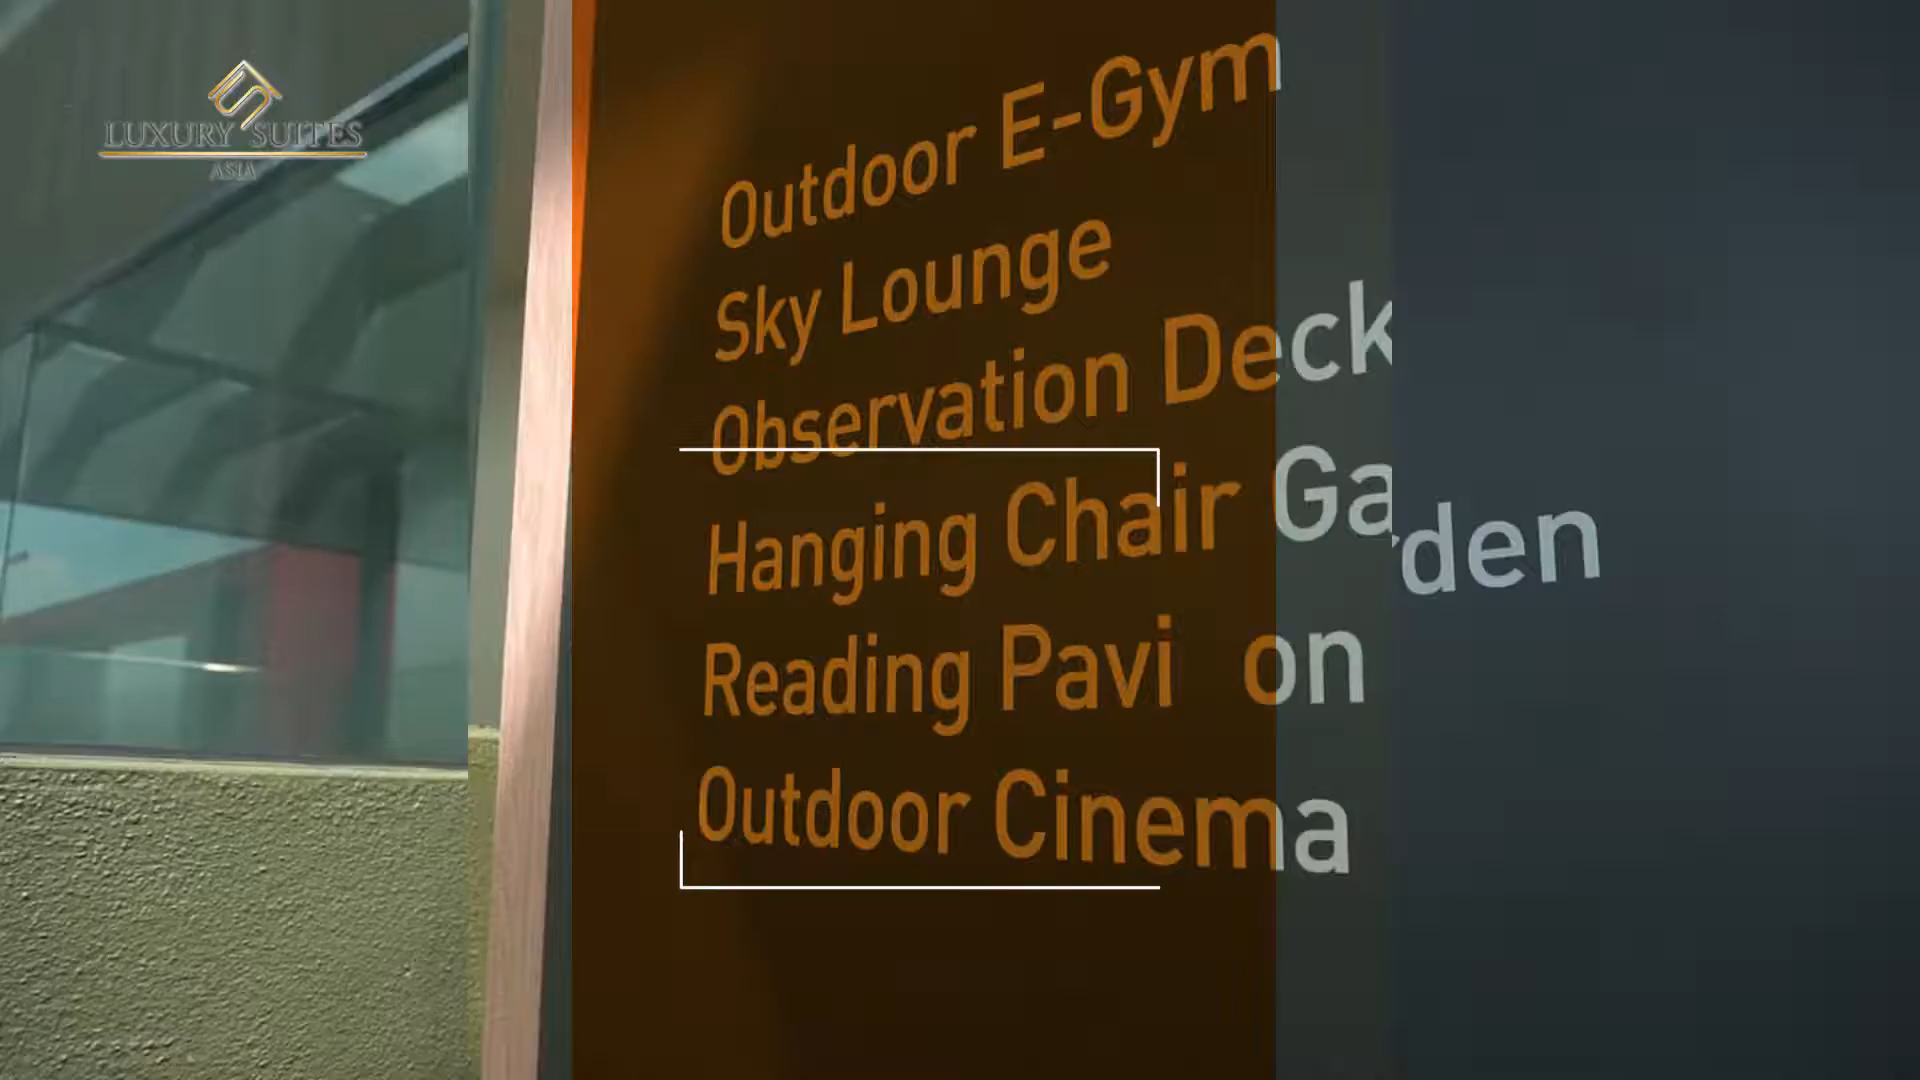 LUXURY SUITES
ASIA
Outdoor E-Gym
Sky Lounge
Observation Deck
Hanging Chair Garden
Reading Pavi on
Outdoor Cinema